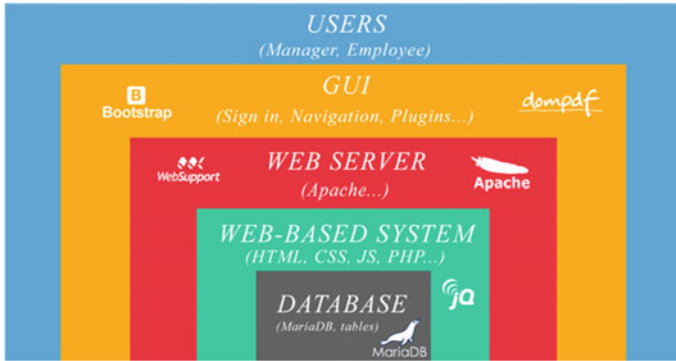 USERS
(Manager, Employee)
GUI
B
Bootstrap
(Sign in, Navigation, Plugins...)
dompdf
WEB SERVER
WebSupport
(Apache...)
Apache
WEB-BASED SYSTEM
(HTML, CSS, JS, PHP...)
jQ
DATABASE
(MariaDB, tables)
MariaDB